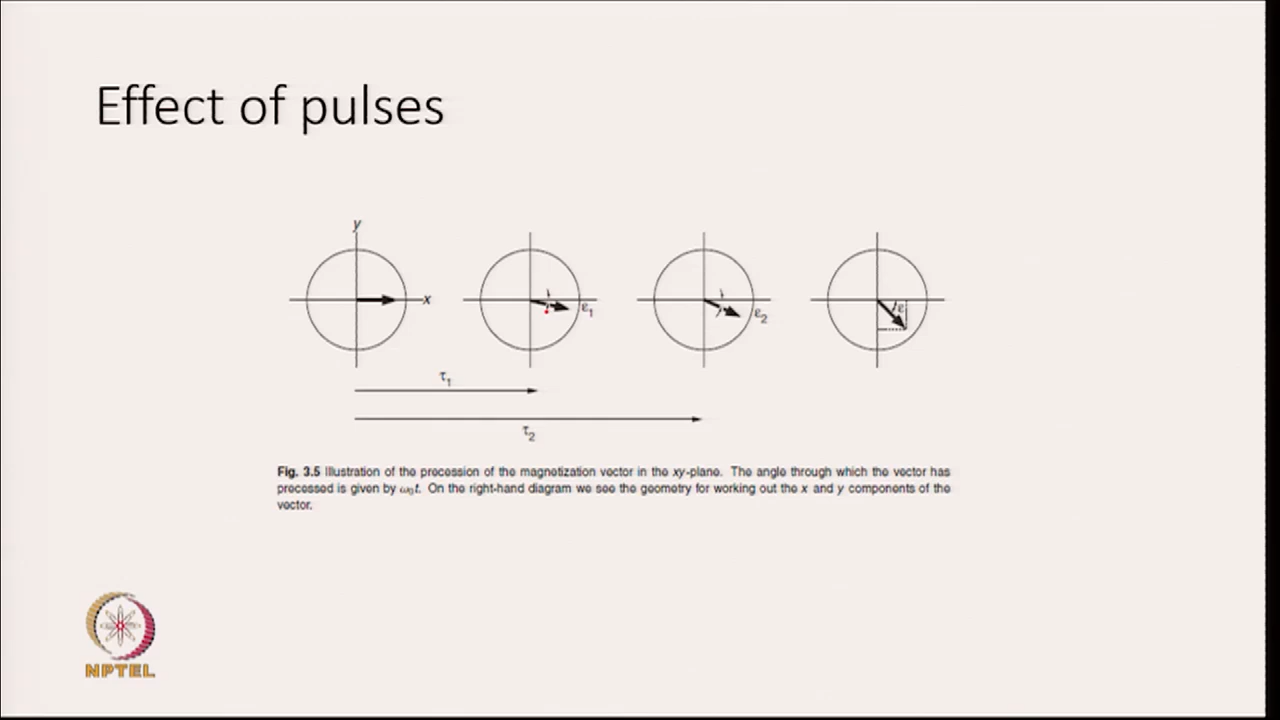 Effect of pulses
y
x
ε1
ε2
ε
τ1
τ2
Fig. 3.5 Illustration of the precession of the magnetization vector in the xy-plane. The angle through which the vector has
precessed is given by ω0t. On the right-hand diagram we see the geometry for working out the x and y components of the
vector.
NPTEL